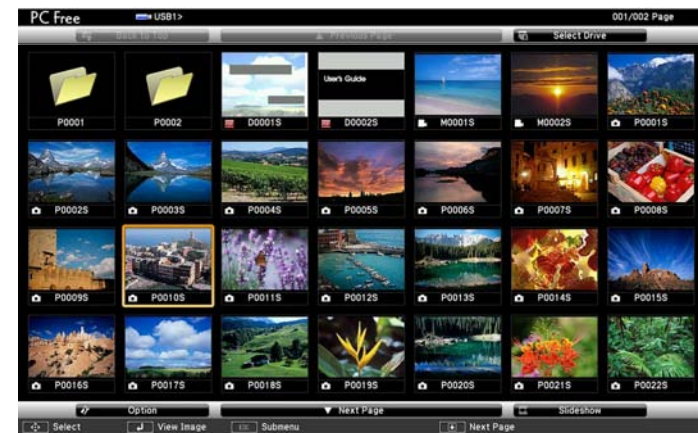 PC Free USB1> 001/002 Page
Back to Top Previous Page Select Drive
User's Guide
P0001 P0002 D0001S D0002S M0001S M0002S P0001S
P0002S P0003S P0004S P0005S P0006S P0007S P0008S
P0009S P0010S P0011S P0012S P0013S P0014S P0015S
P0016S P0017S P0018S P0019S P0020S P0021S P0022S
Option Next Page Slideshow
Select View Image Esc Submenu Next Page